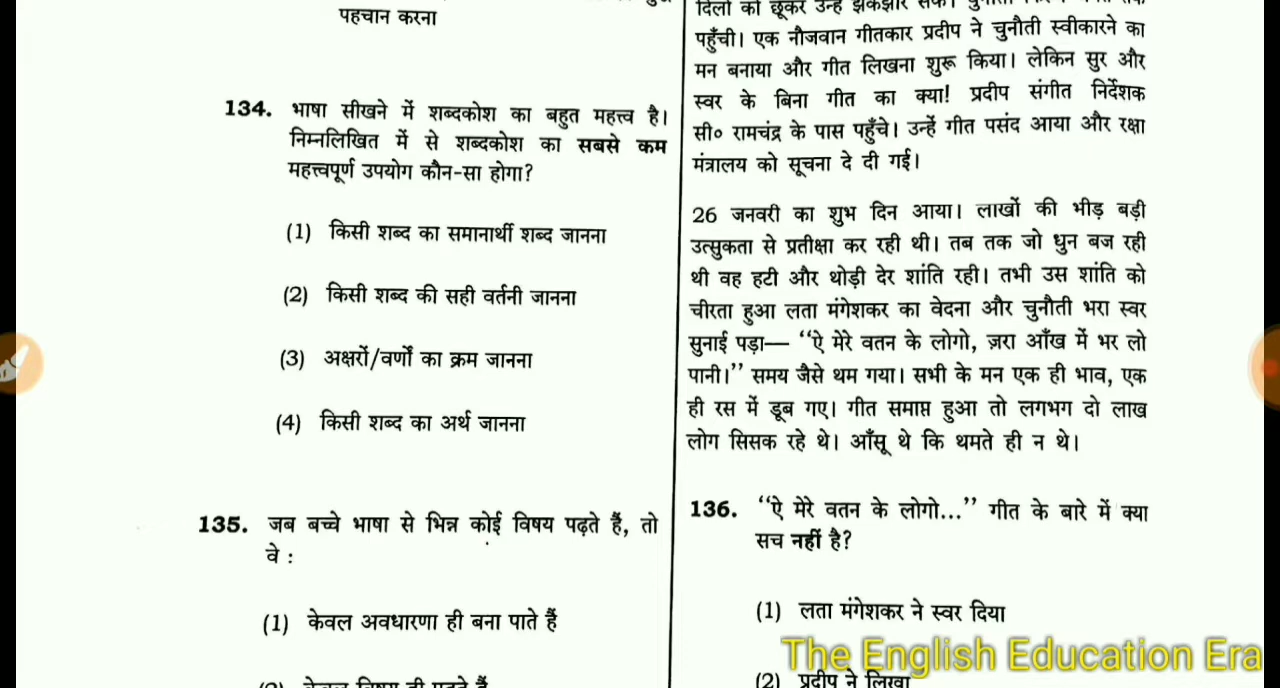 पहचान करना
134. भाषा सीखने में शब्दकोश का बहुत महत्त्व है।
निम्नलिखित में से शब्दकोश का सबसे कम
महत्त्वपूर्ण उपयोग कौन-सा होगा?
(1) किसी शब्द का समानार्थी शब्द जानना
(2) किसी शब्द की सही वर्तनी जानना
(3) अक्षरों/वर्णों का क्रम जानना
(4) किसी शब्द का अर्थ जानना
135. जब बच्चे भाषा से भिन्न कोई विषय पढ़ते हैं, तो
वे :
(1) केवल अवधारणा ही बना पाते हैं
(2) केवल विषय ही पढ़ते हैं
दिलों को छूकर उन्हें झकझोर सके।
पहुँची। एक नौजवान गीतकार प्रदीप ने चुनौती स्वीकारने का
मन बनाया और गीत लिखना शुरू किया। लेकिन सुर और
स्वर के बिना गीत का क्या! प्रदीप संगीत निर्देशक
सी० रामचंद्र के पास पहुँचे। उन्हें गीत पसंद आया और रक्षा
मंत्रालय को सूचना दे दी गई।
26 जनवरी का शुभ दिन आया। लाखों की भीड़ बड़ी
उत्सुकता से प्रतीक्षा कर रही थी। तब तक जो धुन बज रही
थी वह हटी और थोड़ी देर शांति रही। तभी उस शांति को
चीरता हुआ लता मंगेशकर का वेदना और चुनौती भरा स्वर
सुनाई पड़ा— “ऐ मेरे वतन के लोगो, ज़रा आँख में भर लो
पानी।” समय जैसे थम गया। सभी के मन एक ही भाव, एक
ही रस में डूब गए। गीत समाप्त हुआ तो लगभग दो लाख
लोग सिसक रहे थे। आँसू थे कि थमते ही न थे।
136. “ऐ मेरे वतन के लोगो...” गीत के बारे में क्या
सच नहीं है?
(1) लता मंगेशकर ने स्वर दिया
(2) प्रदीप ने लिखा
The English Education Era